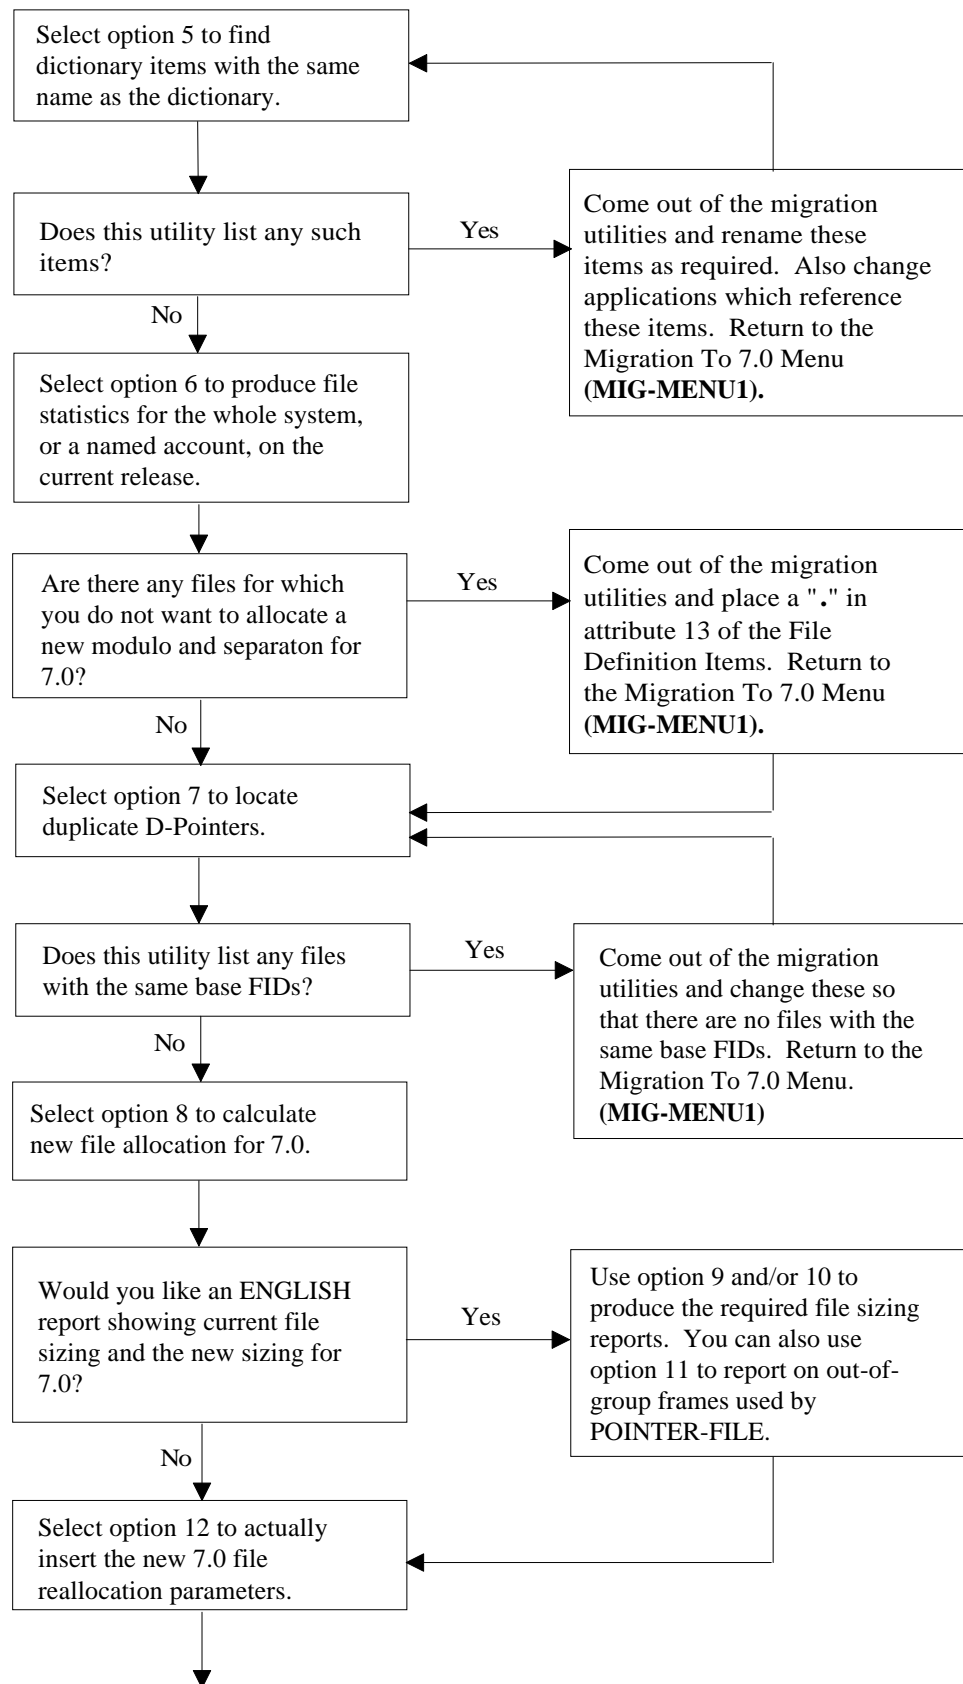 Select option 5 to find
dictionary items with the same
name as the dictionary.
Does this utility list any such
items?
Yes
Come out of the migration
utilities and rename these
items as required.  Also change
applications which reference
these items.  Return to the
Migration To 7.0 Menu
(MIG-MENU1).
No
Select option 6 to produce file
statistics for the whole system,
or a named account, on the
current release.
Are there any files for which
you do not want to allocate a
new modulo and separaton for
7.0?
Yes
Come out of the migration
utilities and place a "." in
attribute 13 of the File
Definition Items.  Return to
the Migration To 7.0 Menu
(MIG-MENU1).
No
Select option 7 to locate
duplicate D-Pointers.
Does this utility list any files
with the same base FIDs?
Yes
Come out of the migration
utilities and change these so
that there are no files with the
same base FIDs.  Return to the
Migration To 7.0 Menu.
(MIG-MENU1)
No
Select option 8 to calculate
new file allocation for 7.0.
Would you like an ENGLISH
report showing current file
sizing and the new sizing for
7.0?
Yes
Use option 9 and/or 10 to
produce the required file sizing
reports.  You can also use
option 11 to report on out-of-
group frames used by
POINTER-FILE.
No
Select option 12 to actually
insert the new 7.0 file
reallocation parameters.